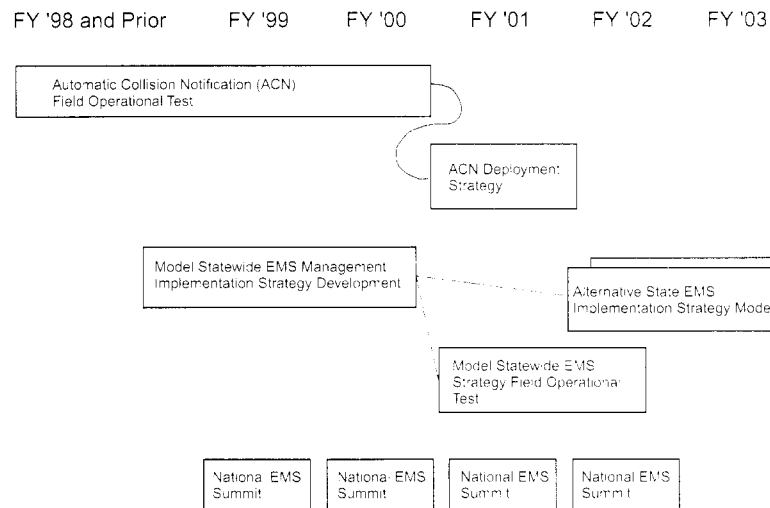 FY '98 and Prior FY '99 FY '00 FY '01 FY '02 FY '03
Automatic Collision Notification (ACN)
Field Operational Test
ACN Deployment
Strategy
Model Statewide EMS Management
Implementation Strategy Development
Alternative State EMS
Implementation Strategy Mode
Model Statewide EMS
Strategy Field Operational
Test
National EMS
Summit
National EMS
Summit
National EMS
Summit
National EMS
Summit